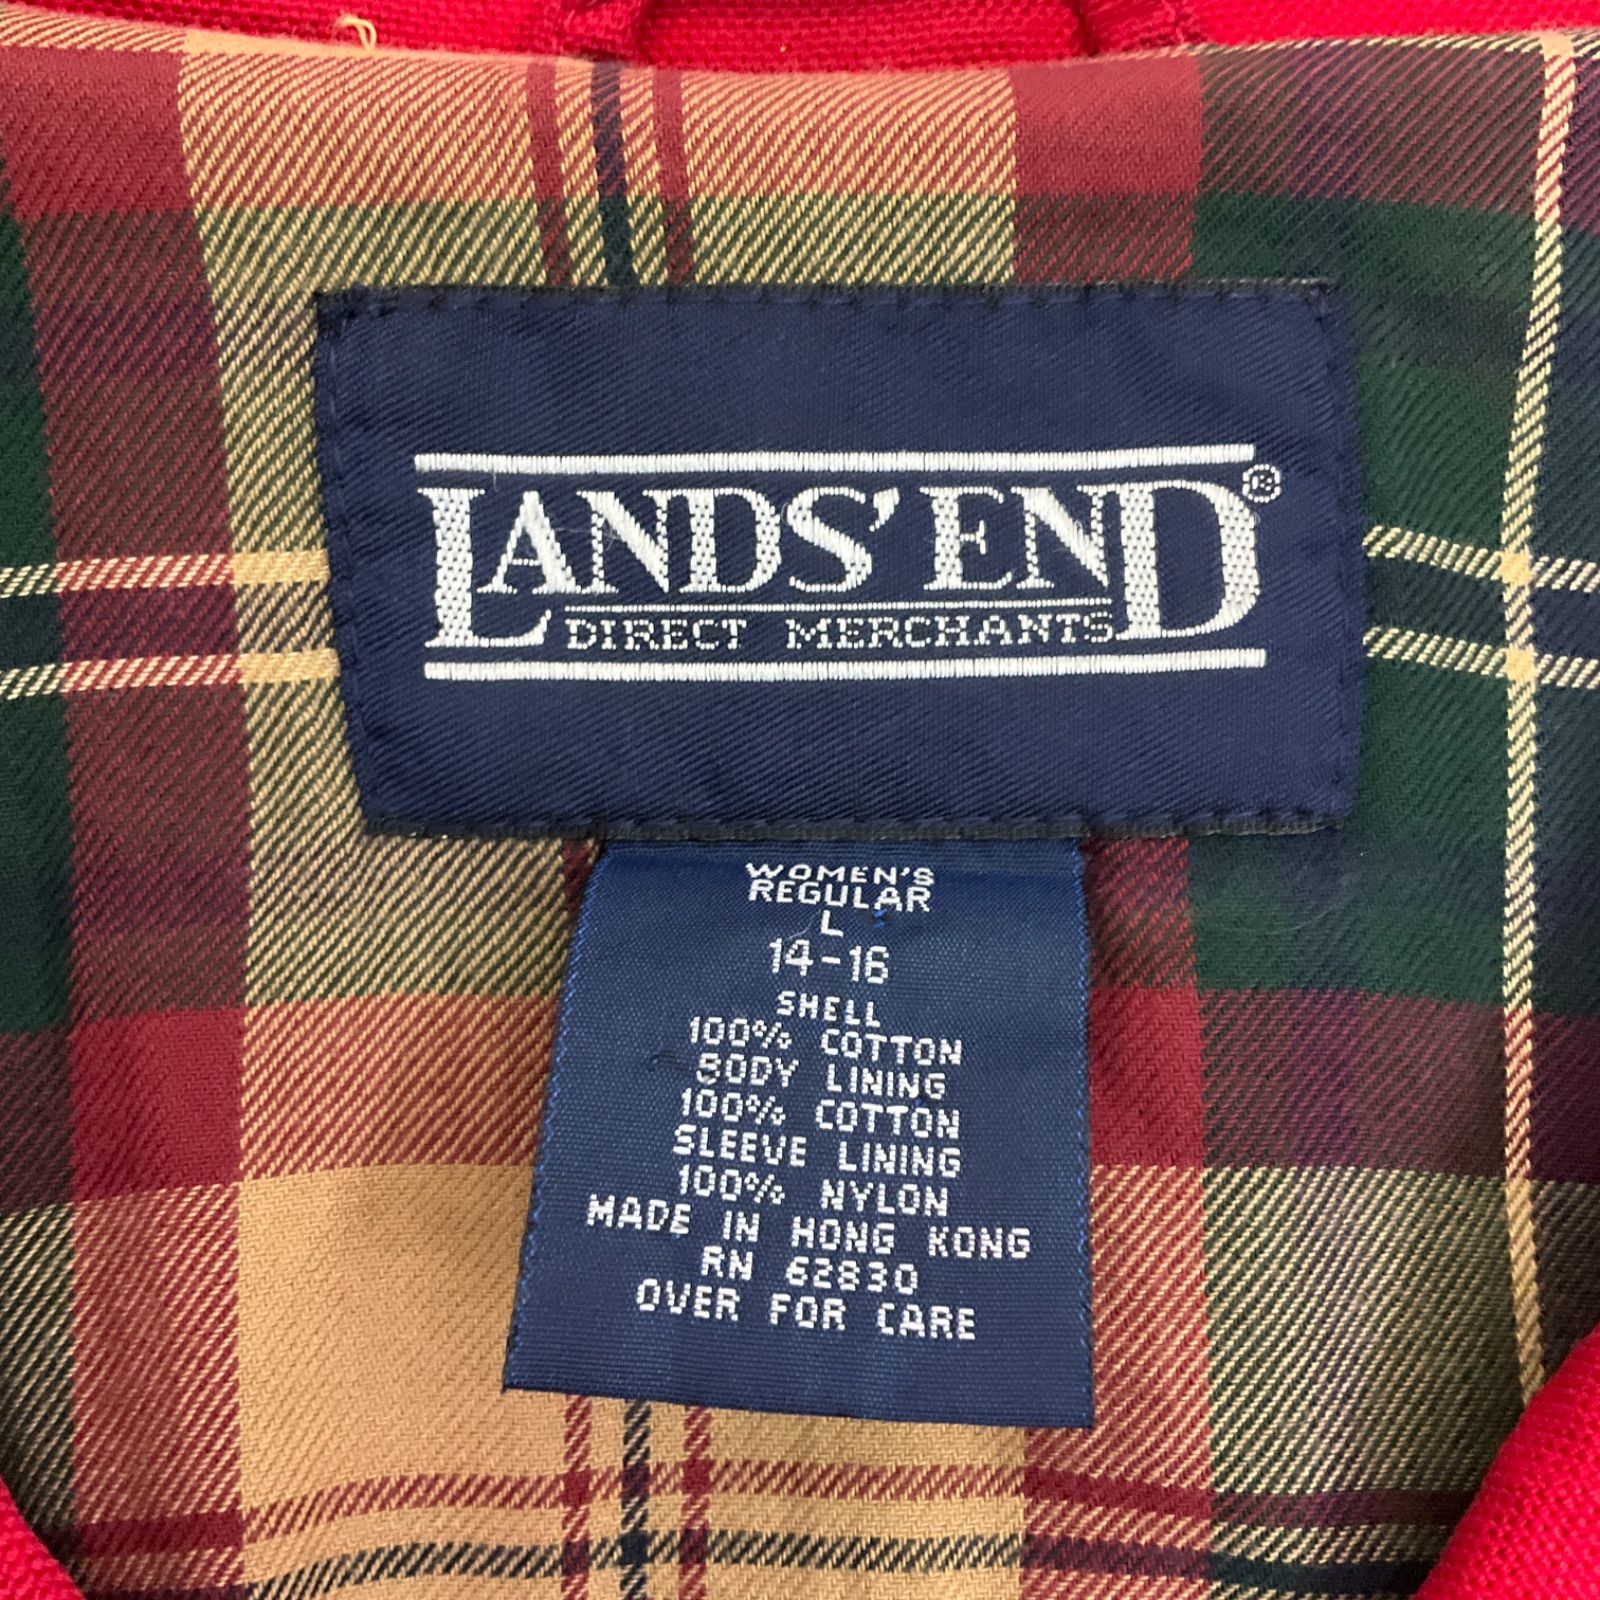 LANDS' END®
DIRECT MERCHANTS
WOMEN'S
REGULAR
L
14-16
SHELL
100% COTTON
BODY LINING
100% COTTON
SLEEVE LINING
100% NYLON
MADE IN HONG KONG
RN 62830
OVER FOR CARE